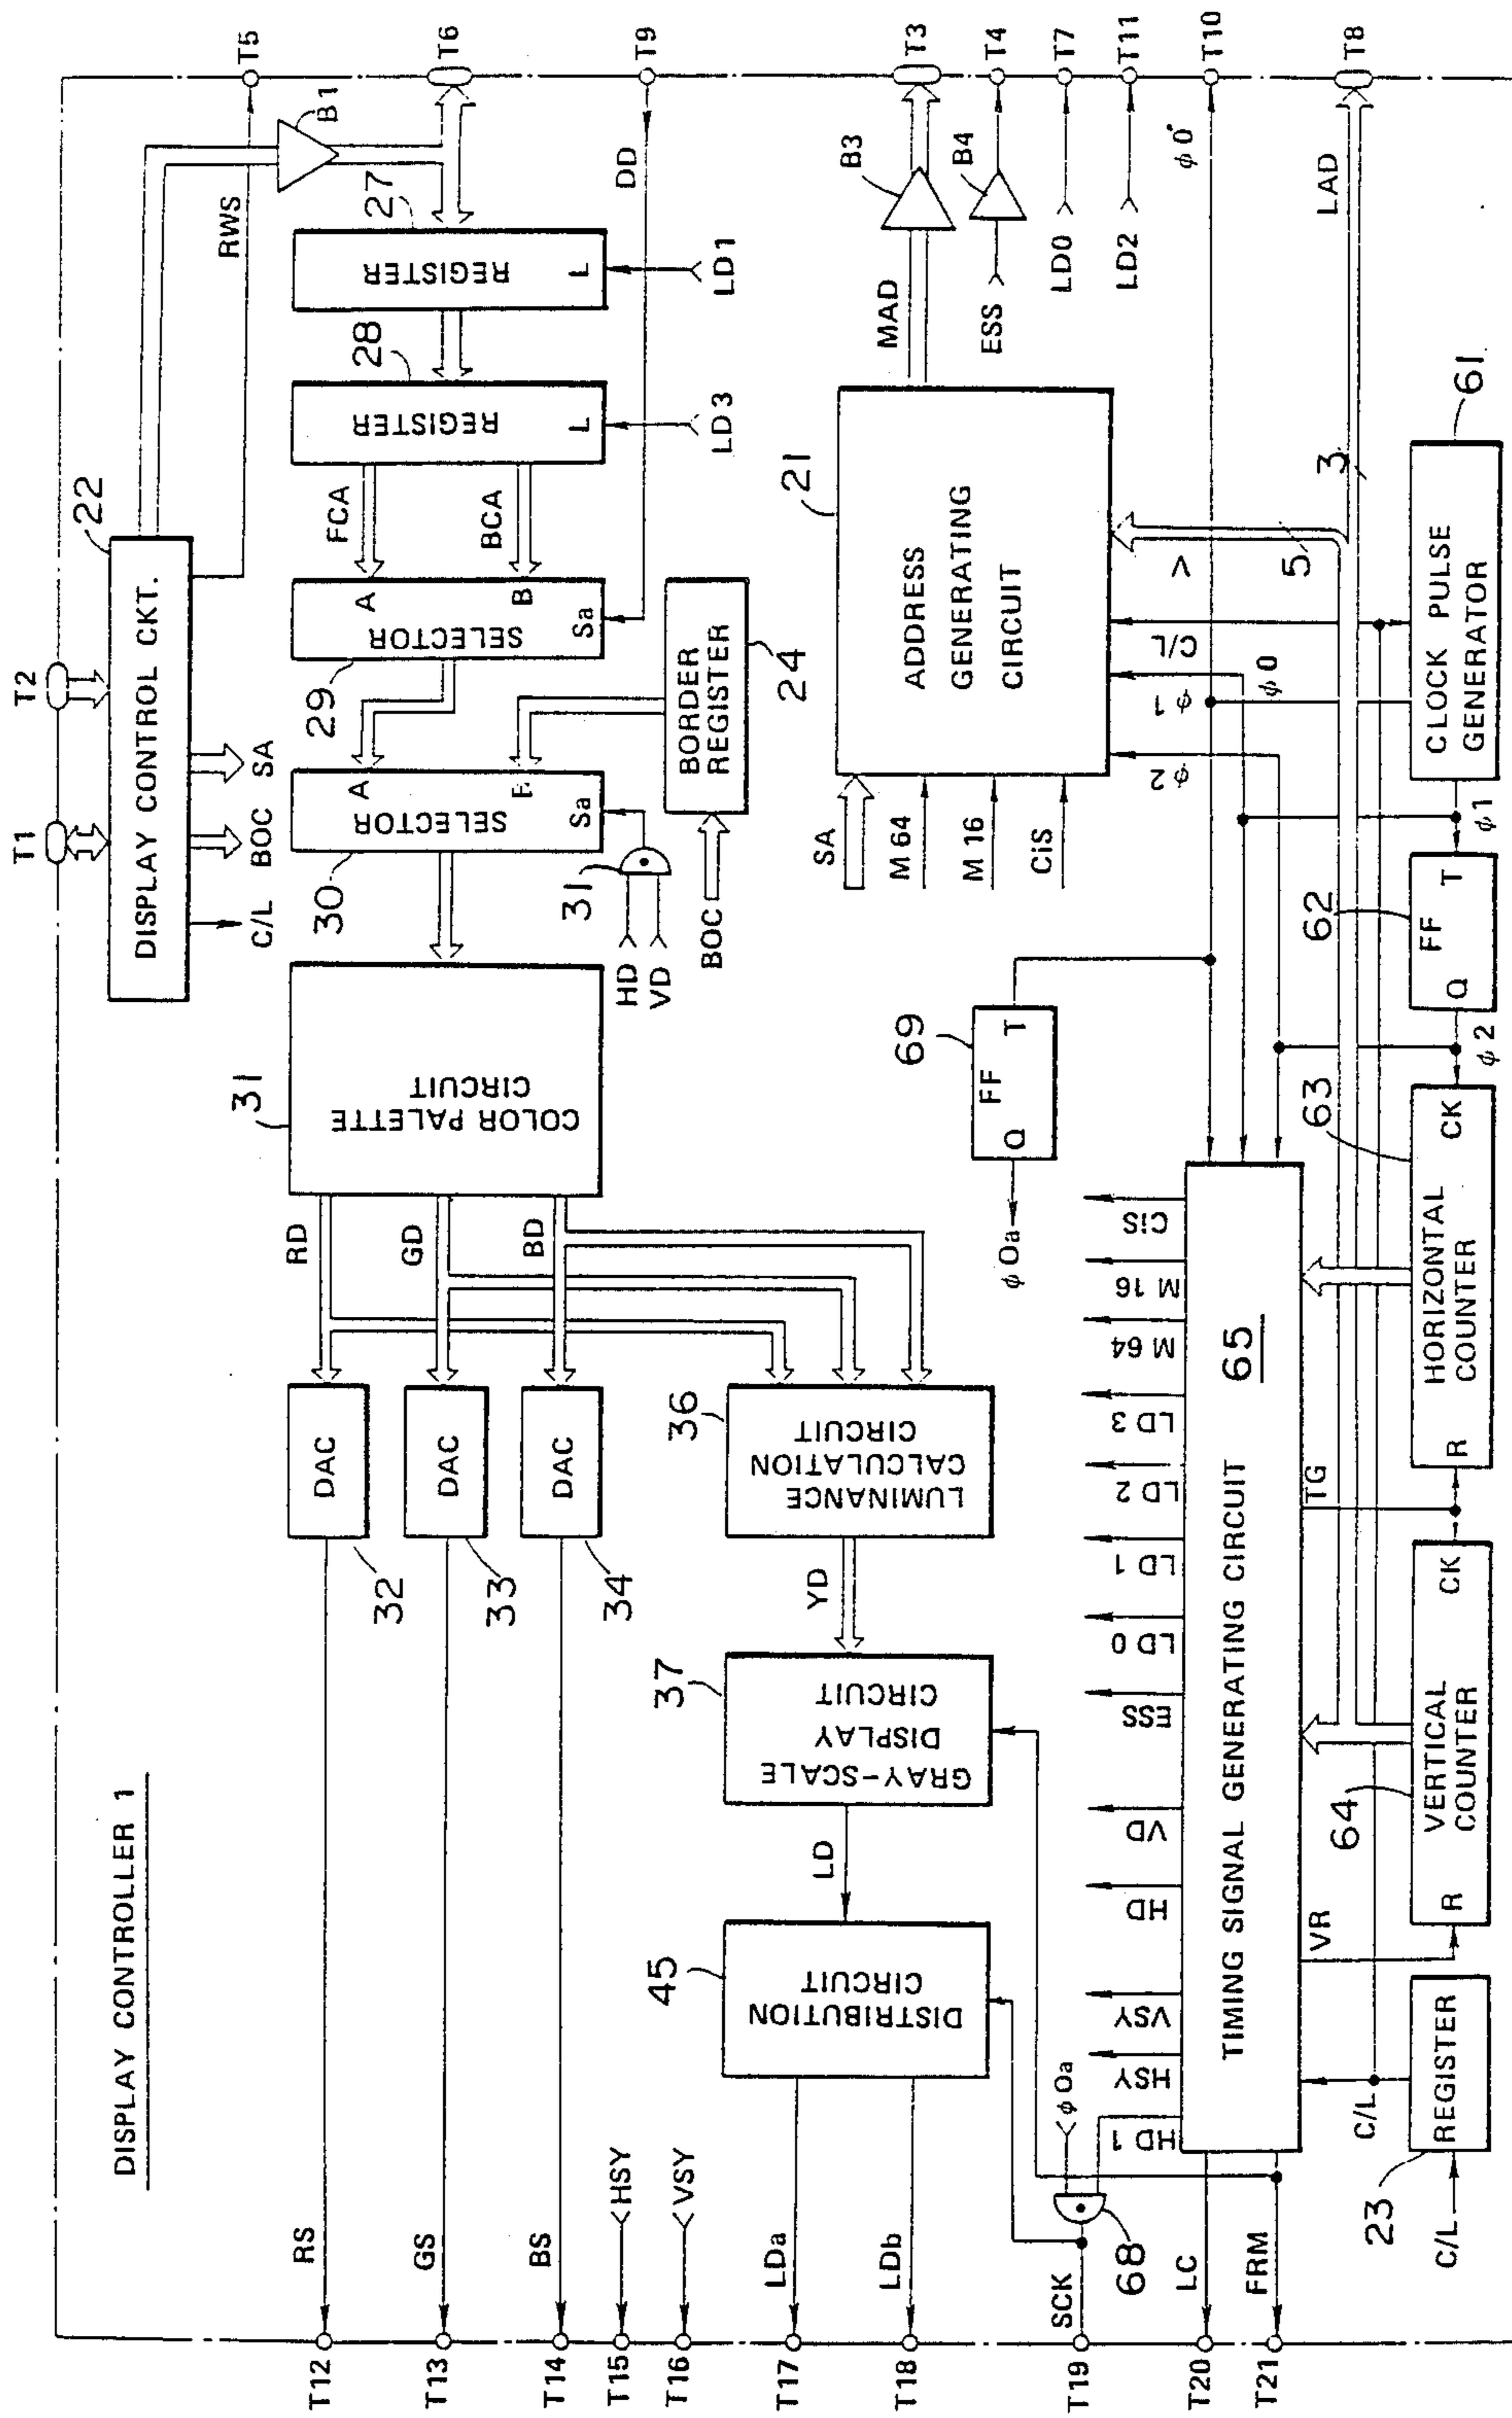 DISPLAY CONTROLLER 1
T1
T2
22
DISPLAY CONTROL CKT.
C/L
BOC
SA
RWS
B1
T5
T6
DD
T9
27
REGISTER
L
LD1
28
REGISTER
L
LD3
FCA
BCA
29
A
B
SELECTOR
Sa
30
A
B
SELECTOR
Sa
31
HD
VD
BORDER
REGISTER
24
BOC
31
COLOR PALETTE
CIRCUIT
RD
GD
BD
DAC
32
DAC
33
DAC
34
RS
GS
BS
T12
T13
T14
HSY
T15
VSY
T16
36
LUMINANCE
CALCULATION
CIRCUIT
YD
37
GRAY-SCALE
DISPLAY
CIRCUIT
LD
45
DISTRIBUTION
CIRCUIT
LDa
LDb
T17
T18
21
ADDRESS
GENERATING
CIRCUIT
SA
M 64
M 16
CiS
φ2
φ1
C/L
V
MAD
B3
T3
ESS
B4
T4
LD0
T7
LD2
T11
φ0
T10
LAD
T8
3
5
φ0
69
FF
Q
T
φ0a
CiS
M 16
M 64
LD 3
LD 2
LD 1
LD 0
ESS
VD
HD
VSY
HSY
HD 1
φ0a
68
SCK
T19
LC
T20
FRM
T21
TIMING SIGNAL GENERATING CIRCUIT 65
TG
VR
C/L
61
CLOCK PULSE
GENERATOR
φ1
62
FF
Q
T
φ2
63
HORIZONTAL
COUNTER
R
CK
64
VERTICAL
COUNTER
R
CK
REGISTER
23
C/L